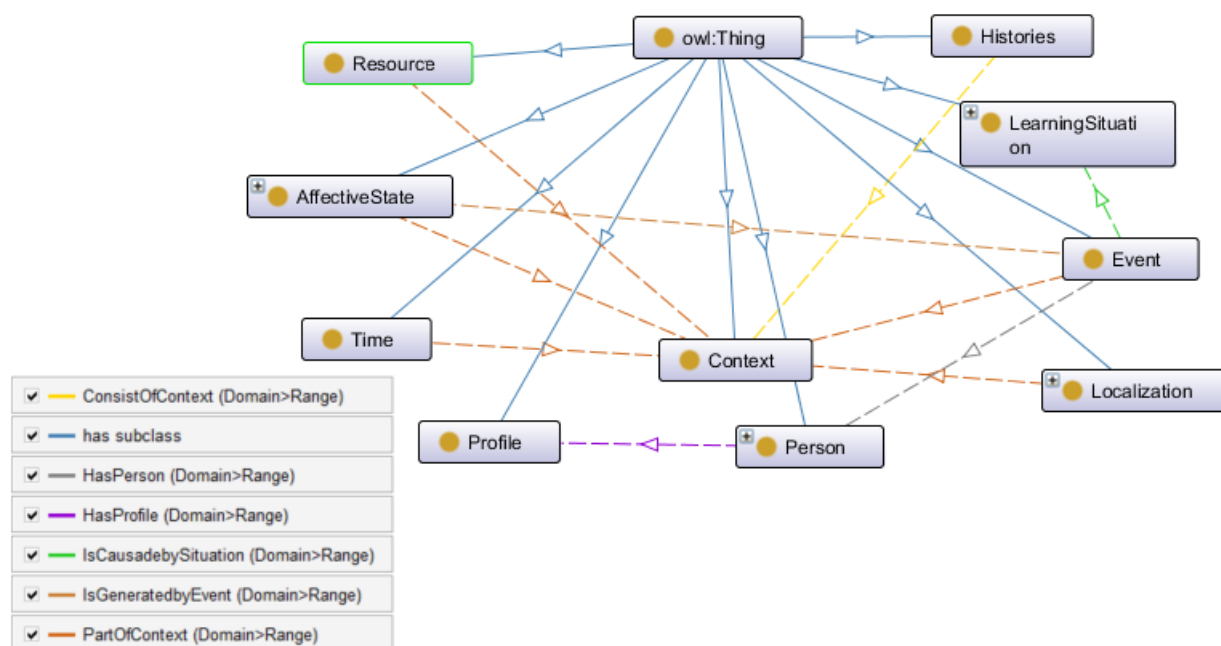 owl:Thing
Histories
Resource
LearningSituati
on
AffectiveState
Event
Time
Context
Localization
Profile
Person
ConsistOfContext (Domain>Range)
has subclass
HasPerson (Domain>Range)
HasProfile (Domain>Range)
IsCausadebySituation (Domain>Range)
IsGeneratedbyEvent (Domain>Range)
PartOfContext (Domain>Range)